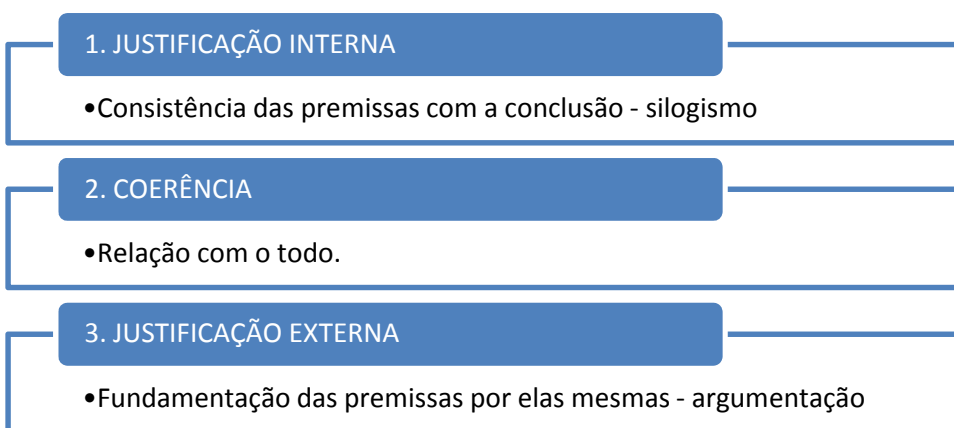 1. JUSTIFICAÇÃO INTERNA
•Consistência das premissas com a conclusão - silogismo
2. COERÊNCIA
•Relação com o todo.
3. JUSTIFICAÇÃO EXTERNA
•Fundamentação das premissas por elas mesmas - argumentação